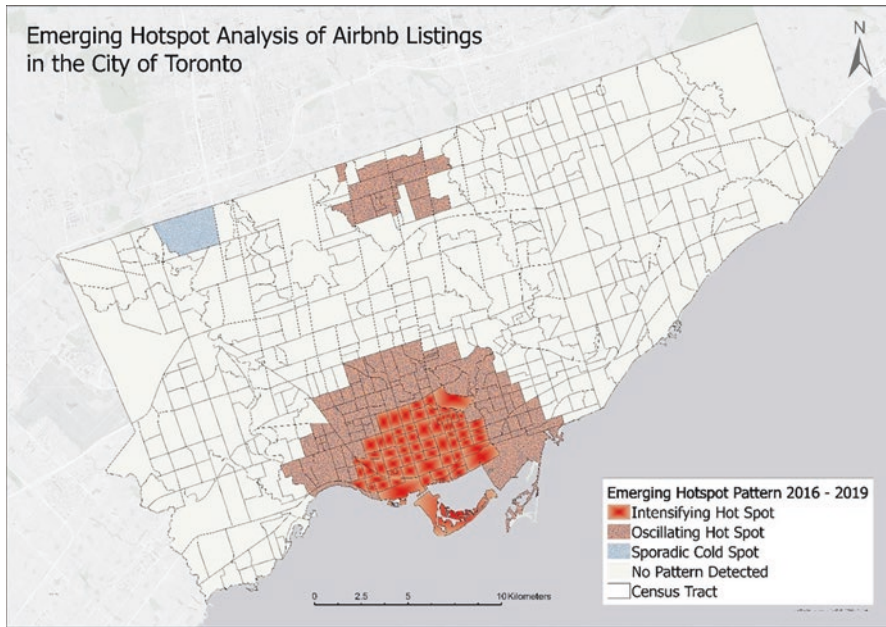 Emerging Hotspot Analysis of Airbnb Listings
in the City of Toronto
N
Emerging Hotspot Pattern 2016 - 2019
Intensifying Hot Spot
Oscillating Hot Spot
Sporadic Cold Spot
No Pattern Detected
Census Tract
0 2.5 5 10 Kilometers